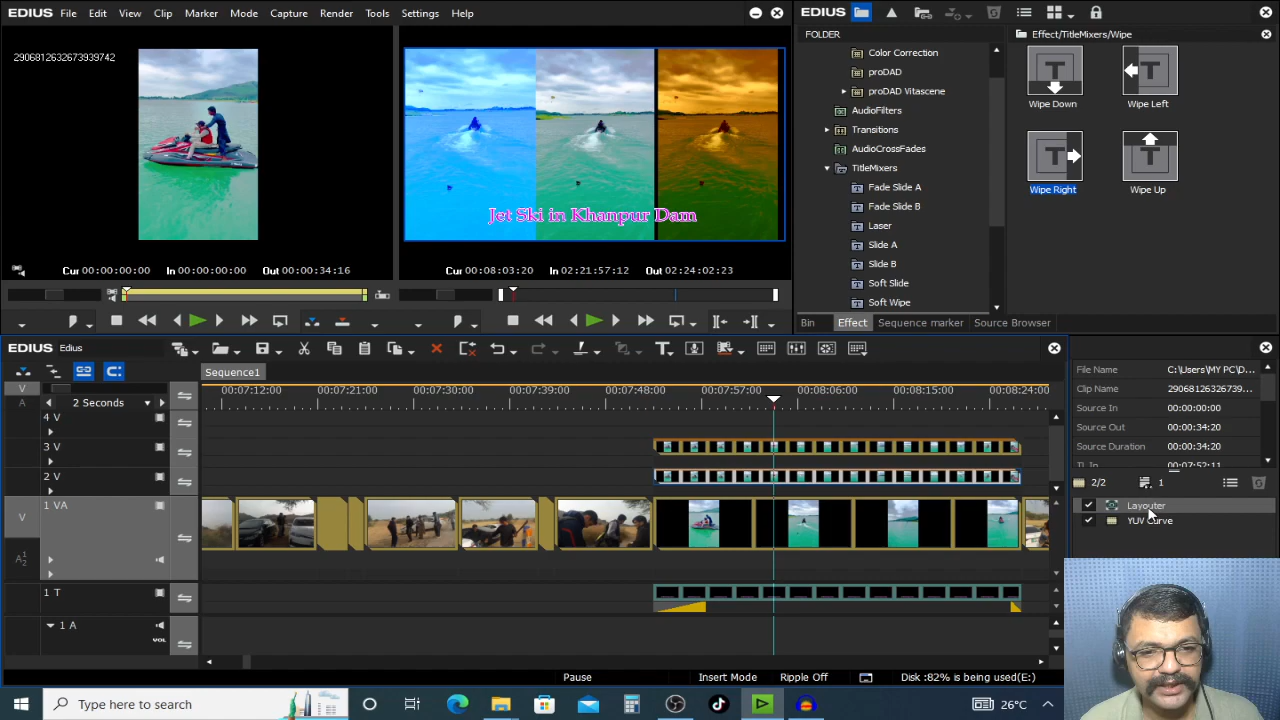 EDIUS File Edit View Clip Marker Mode Capture Render Tools Settings Help
2906812632673939742
Jet Ski in Khanpur Dam
Cur 00:00:00:00 In 00:00:00:00 Out 00:00:34:16
Cur 00:08:03:20 In 02:21:57:12 Out 02:24:02:23
EDIUS
FOLDER
Color Correction
proDAD
proDAD Vitascene
AudioFilters
Transitions
AudioCrossFades
TitleMixers
Fade Slide A
Fade Slide B
Laser
Slide A
Slide B
Soft Slide
Soft Wipe
Effect/TitleMixers/Wipe
Wipe Down
Wipe Left
Wipe Right
Wipe Up
Bin Effect Sequence marker Source Browser
EDIUS Edius
Sequence1
V
A
2 Seconds
00:07:12:00 00:07:21:00 00:07:30:00 00:07:39:00 00:07:48:00 00:07:57:00 00:08:06:00 00:08:15:00 00:08:24:00
4 V
3 V
2 V
1 VA
V
1 T
1 A
VOL
Pause Insert Mode Ripple Off Disk :82% is being used(E:)
File Name C:\Users\MY PC\D...
Clip Name 29068126326739...
Source In 00:00:00:00
Source Out 00:00:34:20
Source Duration 00:00:34:20
TL In 00:07:52:11
2/2 1
Layouter
YUV Curve
Type here to search
26°C